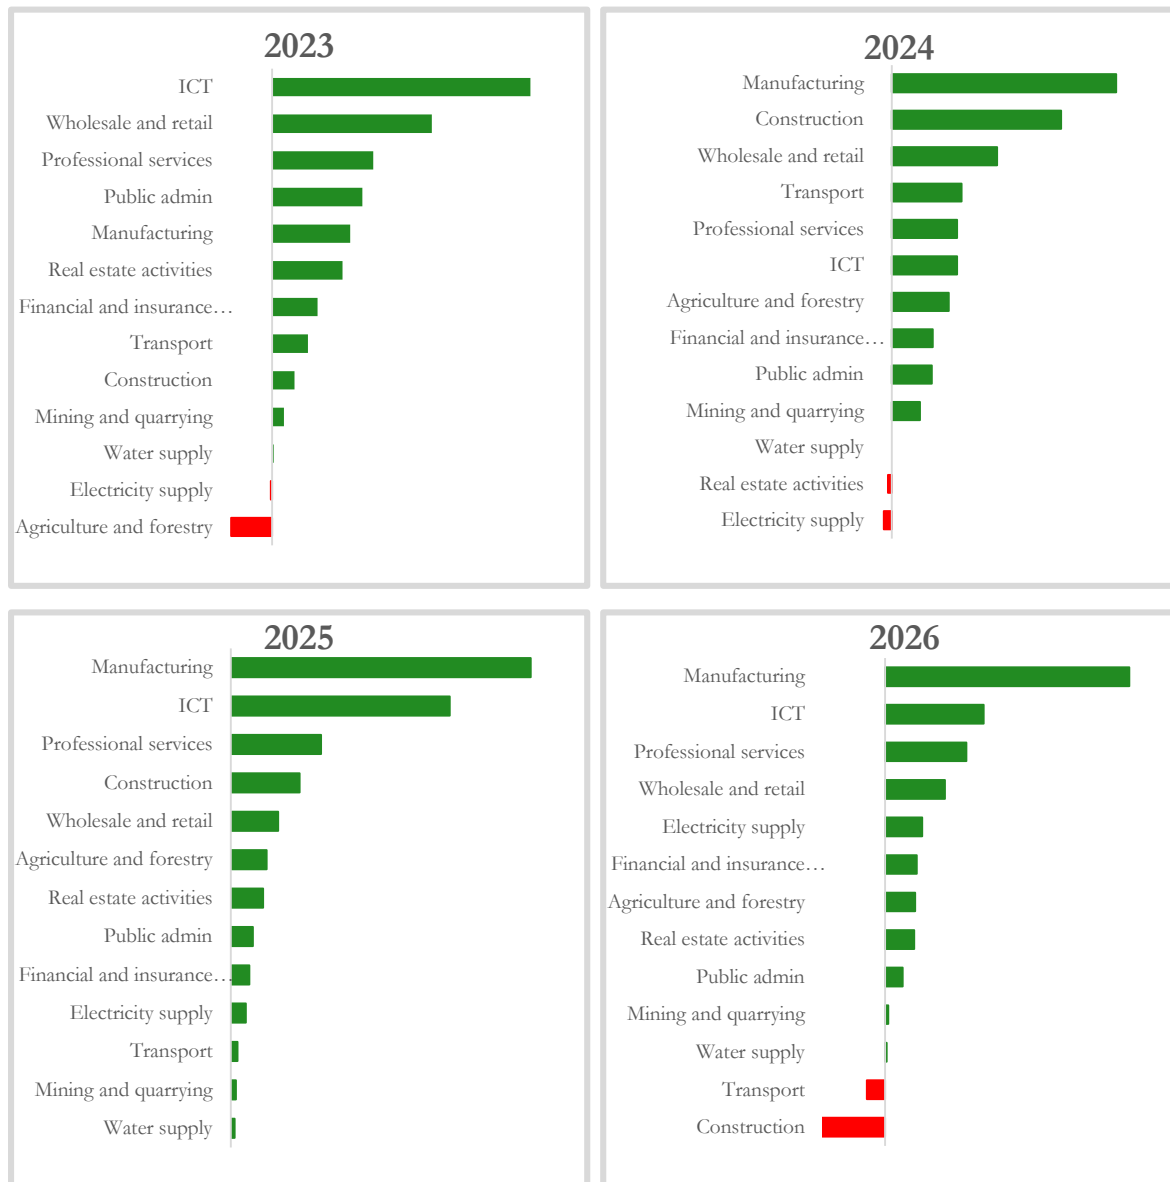 2023
ICT
Wholesale and retail
Professional services
Public admin
Manufacturing
Real estate activities
Financial and insurance…
Transport
Construction
Mining and quarrying
Water supply
Electricity supply
Agriculture and forestry
2024
Manufacturing
Construction
Wholesale and retail
Transport
Professional services
ICT
Agriculture and forestry
Financial and insurance…
Public admin
Mining and quarrying
Water supply
Real estate activities
Electricity supply
2025
Manufacturing
ICT
Professional services
Construction
Wholesale and retail
Agriculture and forestry
Real estate activities
Public admin
Financial and insurance…
Electricity supply
Transport
Mining and quarrying
Water supply
2026
Manufacturing
ICT
Professional services
Wholesale and retail
Electricity supply
Financial and insurance…
Agriculture and forestry
Real estate activities
Public admin
Mining and quarrying
Water supply
Transport
Construction